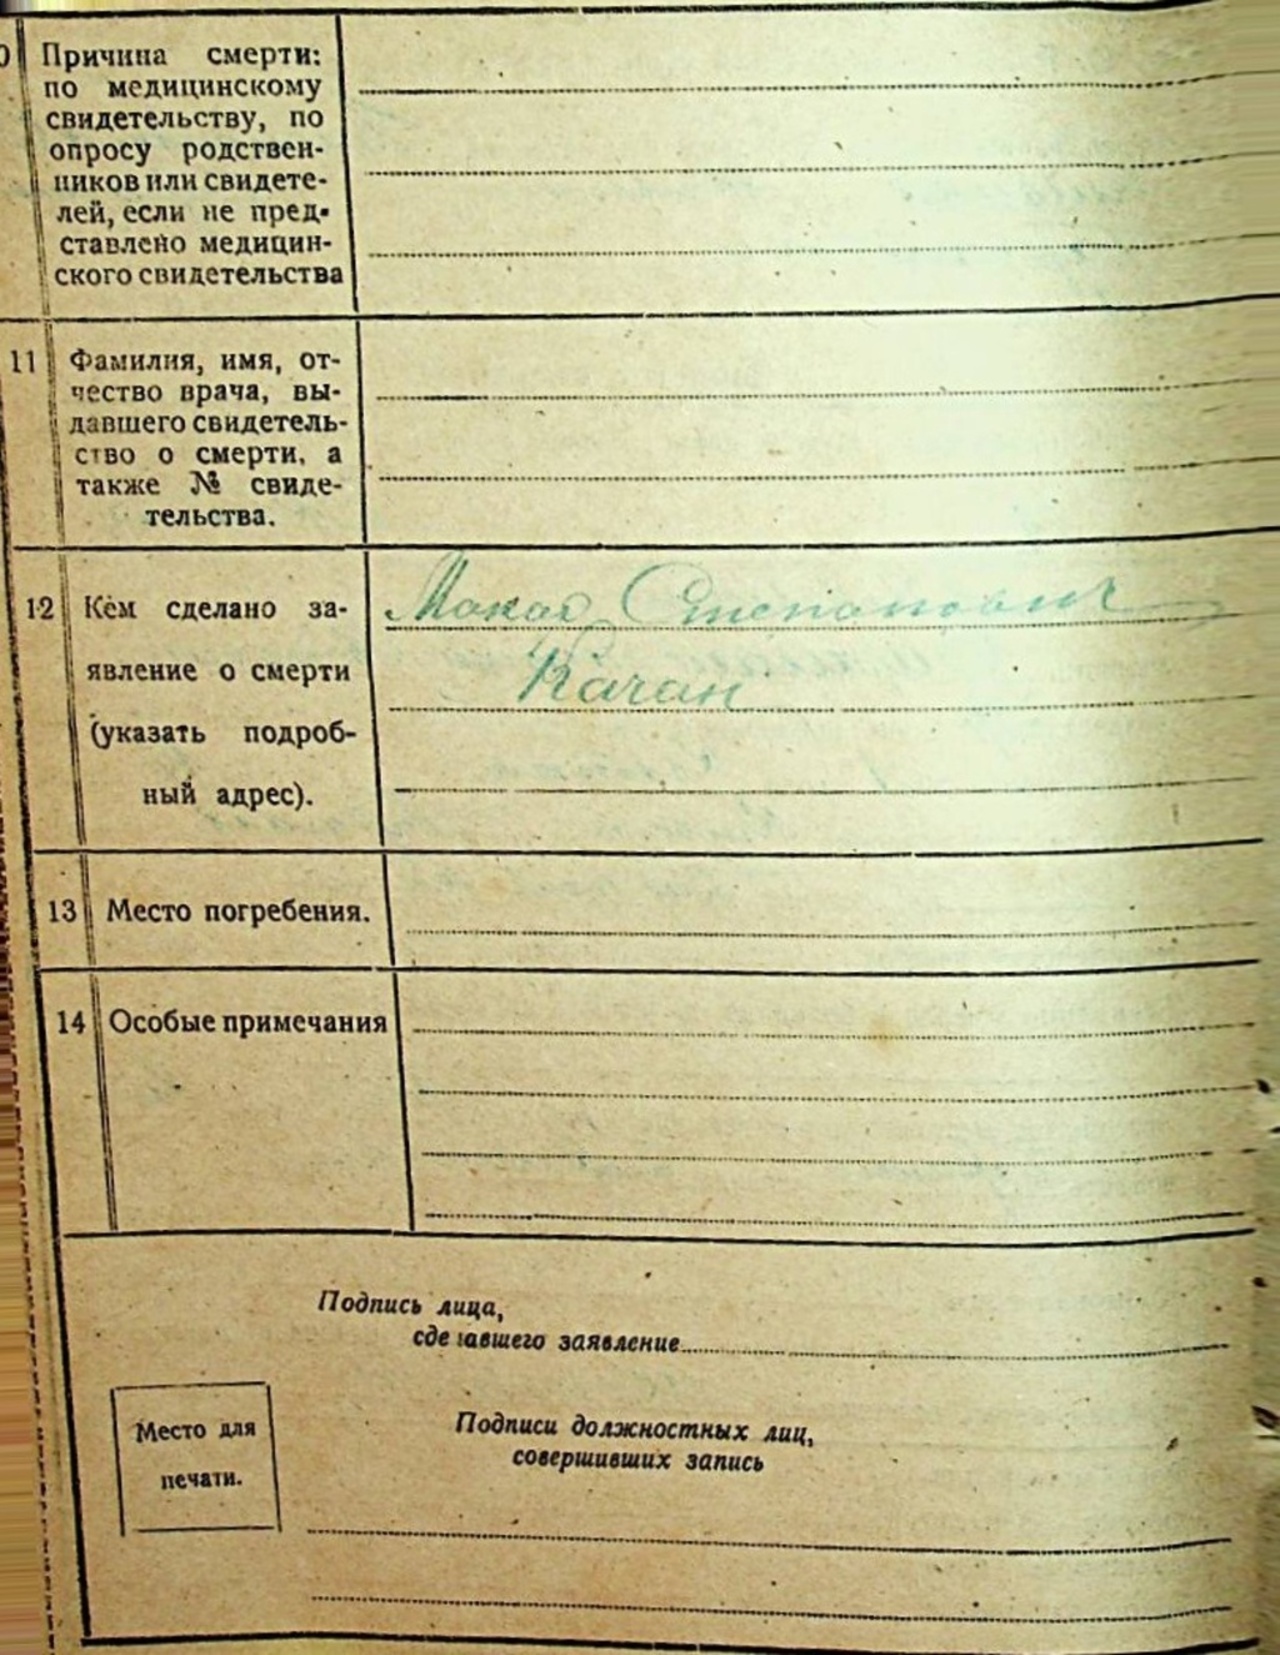 Причина смерти:
по медицинскому
свидетельству, по
опросу родствен-
ников или свидете-
лей, если не пред-
ставлено медицин-
ского свидетельства
11 Фамилия, имя, от-
чество врача, вы-
давшего свидетель-
ство о смерти, а
также № свиде-
тельства.
12 Кем сделано за- Степанович
явление о смерти Качан
(указать подроб-
ный адрес).
13 Место погребения.
14 Особые примечания
Подпись лица,
сделавшего заявление
Место для
печати.
Подписи должностных лиц,
совершивших запись